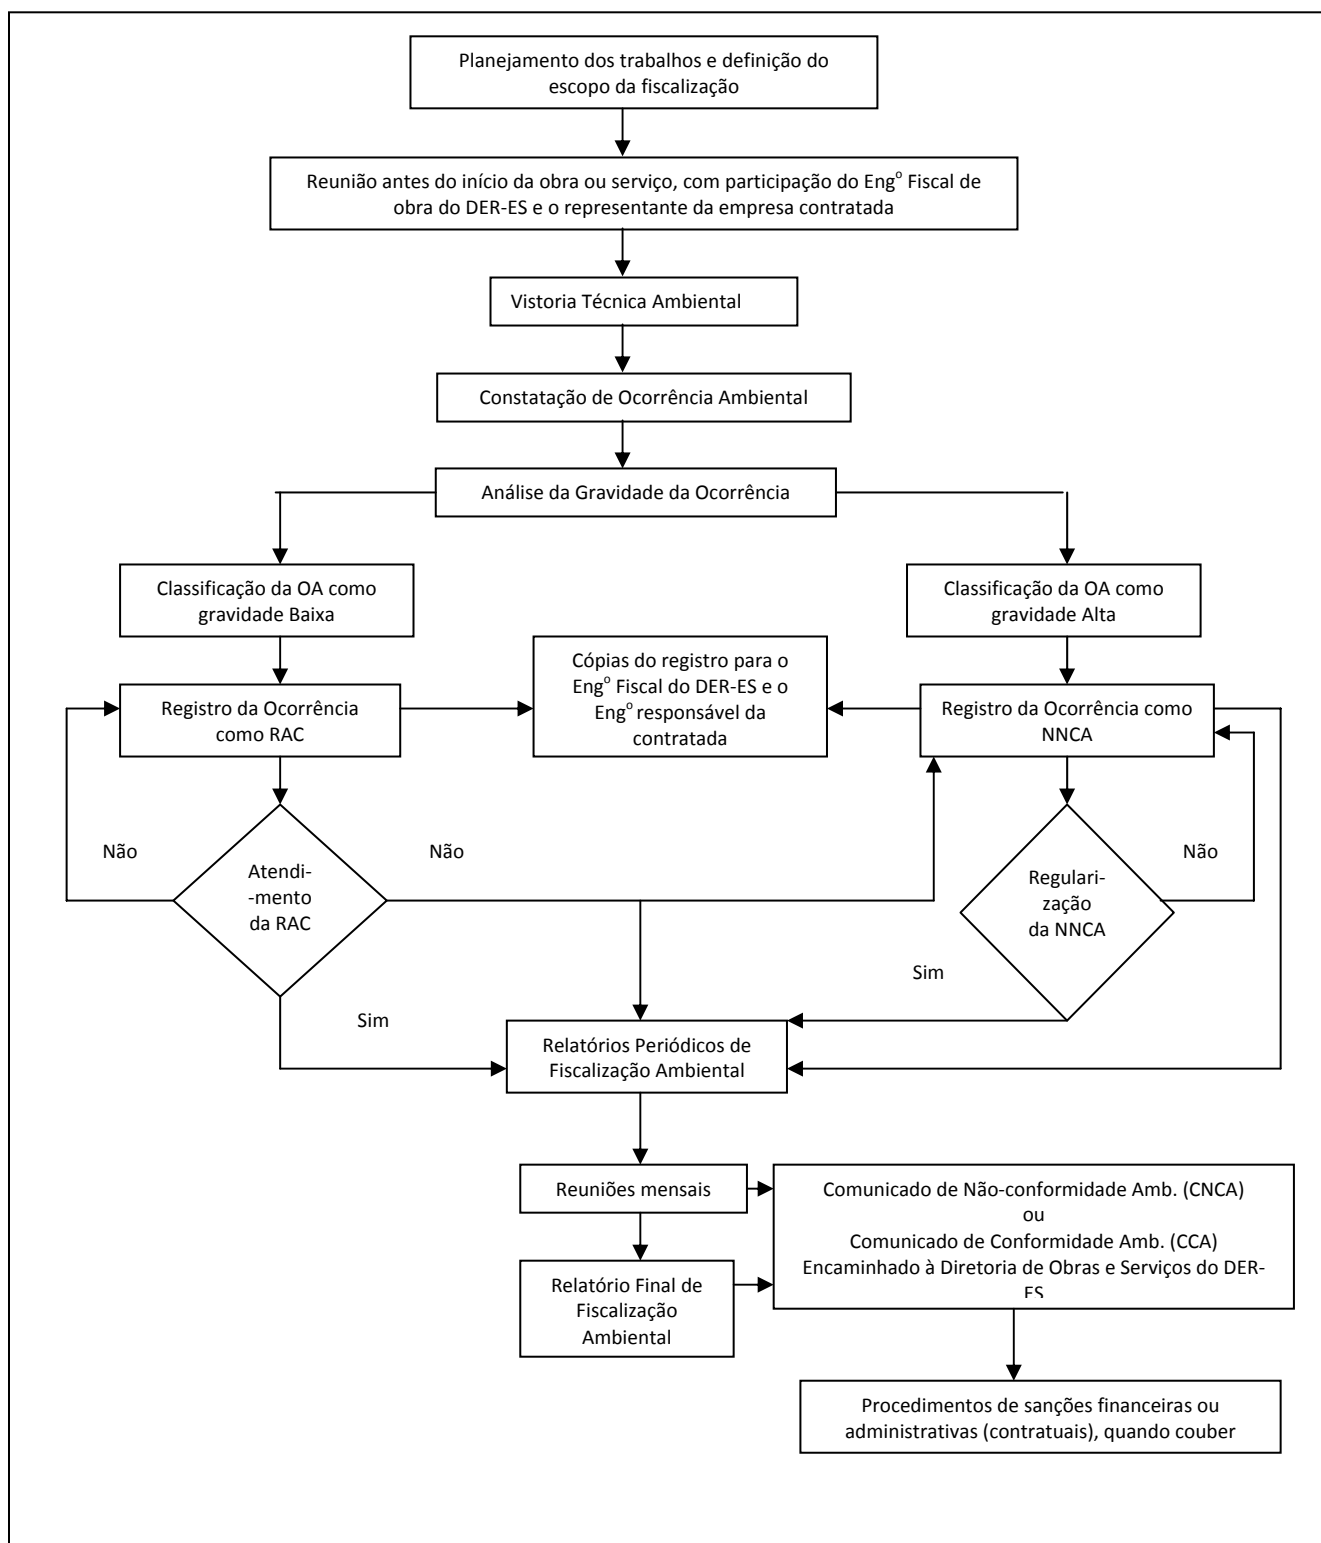 Planejamento dos trabalhos e definição do
escopo da fiscalização
Reunião antes do início da obra ou serviço, com participação do Engº Fiscal de
obra do DER-ES e o representante da empresa contratada
Vistoria Técnica Ambiental
Constatação de Ocorrência Ambiental
Análise da Gravidade da Ocorrência
Classificação da OA como
gravidade Baixa
Classificação da OA como
gravidade Alta
Cópias do registro para o
Engº Fiscal do DER-ES e o
Engº responsável da
contratada
Registro da Ocorrência
como RAC
Registro da Ocorrência como
NNCA
Não
Atendi-
-mento
da RAC
Não
Regulari-
zação
da NNCA
Não
Sim
Sim
Relatórios Periódicos de
Fiscalização Ambiental
Reuniões mensais
Comunicado de Não-conformidade Amb. (CNCA)
ou
Comunicado de Conformidade Amb. (CCA)
Encaminhado à Diretoria de Obras e Serviços do DER-
ES
Relatório Final de
Fiscalização
Ambiental
Procedimentos de sanções financeiras ou
administrativas (contratuais), quando couber